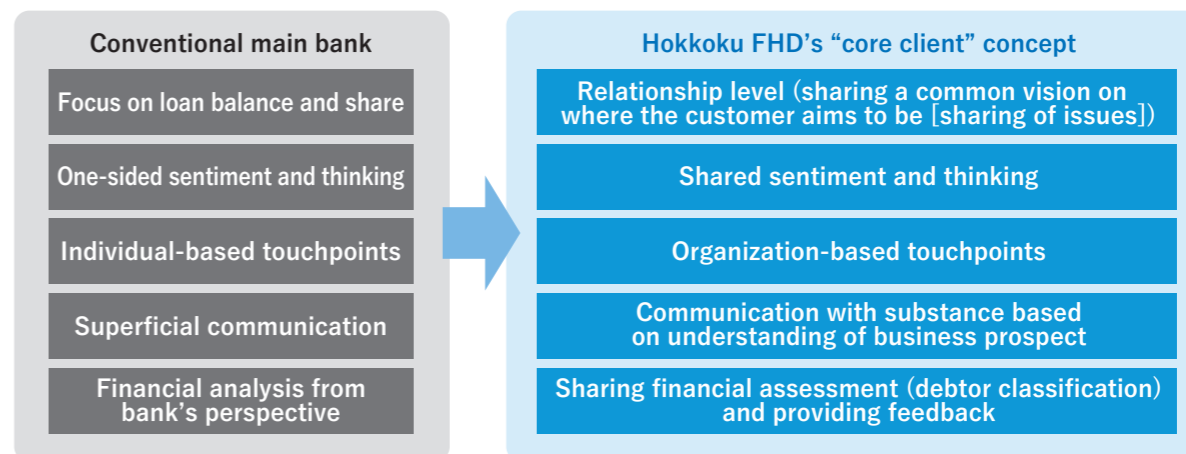 Conventional main bank
Focus on loan balance and share
One-sided sentiment and thinking
Individual-based touchpoints
Superficial communication
Financial analysis from
bank’s perspective
Hokkoku FHD’s “core client” concept
Relationship level (sharing a common vision on
where the customer aims to be [sharing of issues])
Shared sentiment and thinking
Organization-based touchpoints
Communication with substance based
on understanding of business prospect
Sharing financial assessment (debtor classification)
and providing feedback